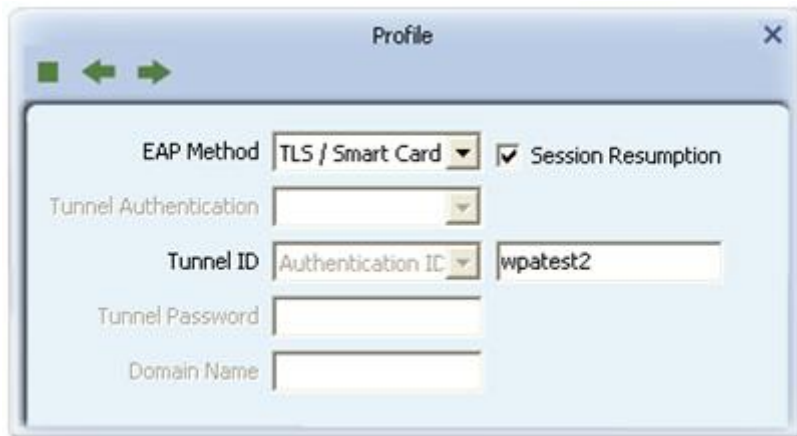 Profile
EAP Method TLS / Smart Card Session Resumption
Tunnel Authentication
Tunnel ID Authentication ID wpatest2
Tunnel Password
Domain Name